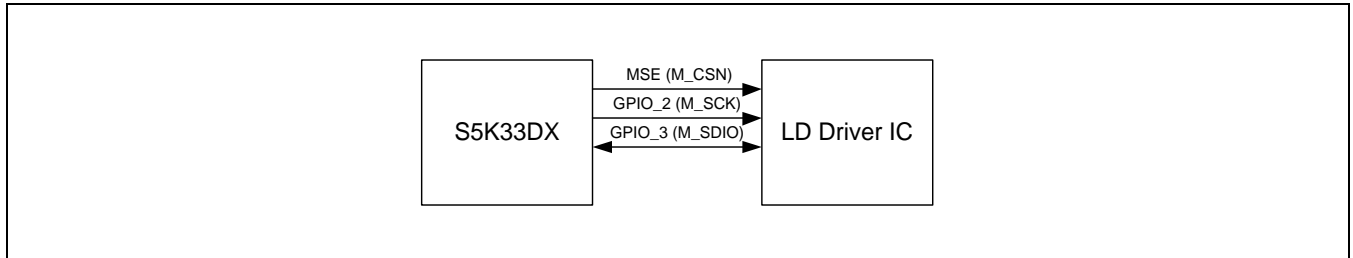 S5K33DX
MSE (M_CSN)
GPIO_2 (M_SCK)
GPIO_3 (M_SDIO)
LD Driver IC